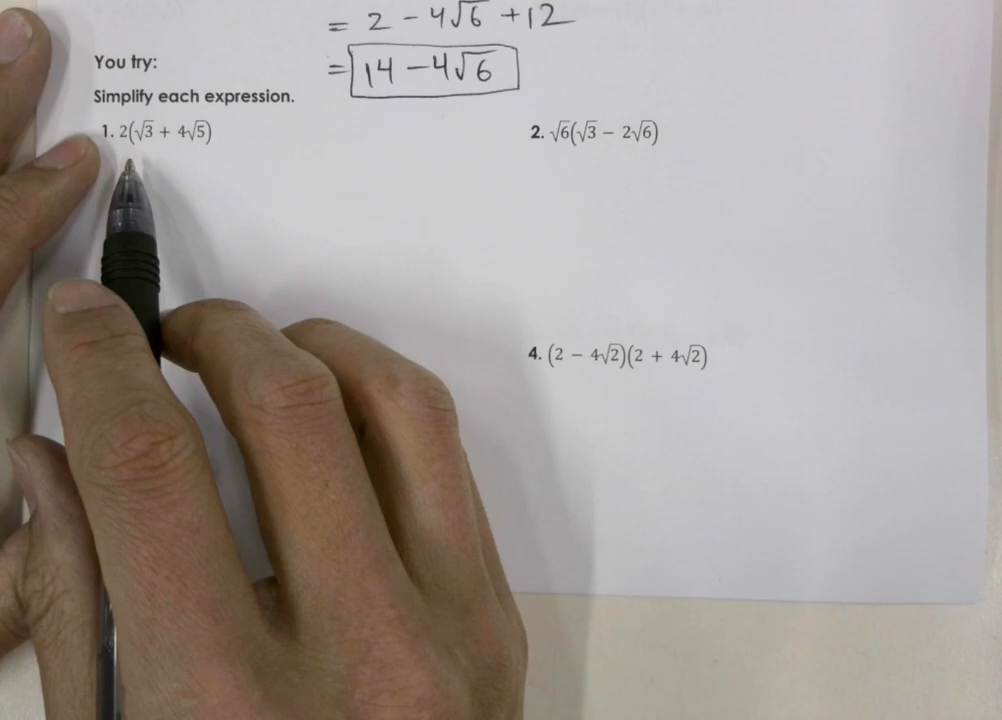 = 2 - 4√6 + 12
You try:
= 14 - 4√6
Simplify each expression.
1. 2(√3 + 4√5)
2. √6(√3 − 2√6)
4. (2 − 4√2)(2 + 4√2)